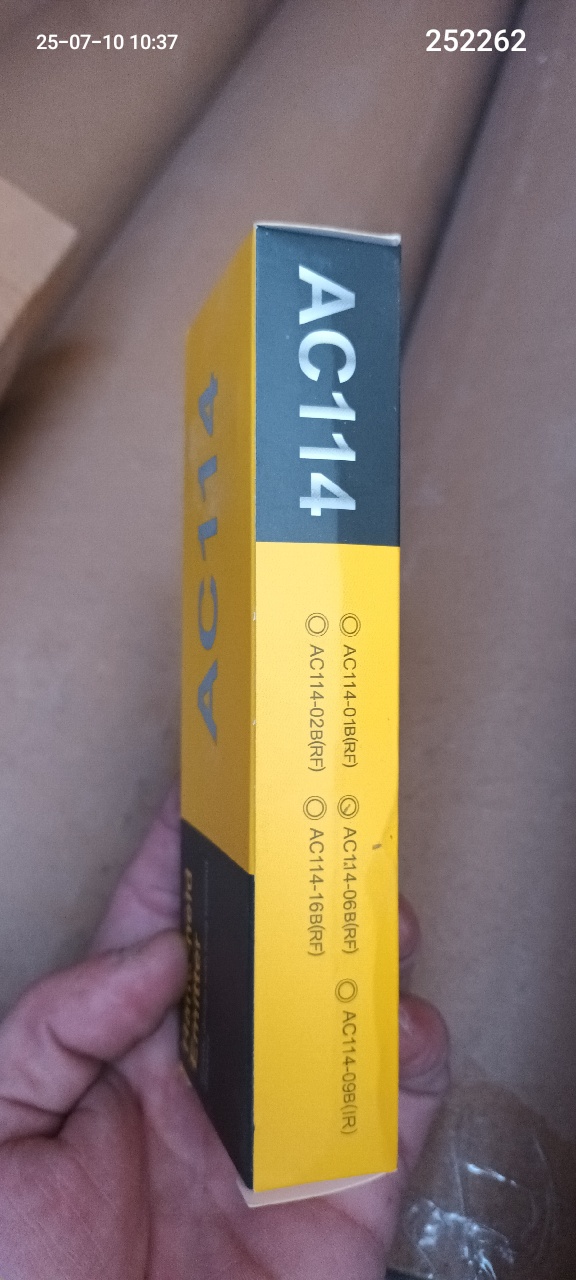 25-07-10 10:37
252262
AC114
AC114-01B(RF)
AC114-06B(RF)
AC114-09B(IR)
AC114-02B(RF)
AC114-16B(RF)
AC114